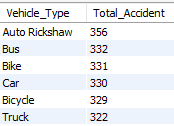 Vehicle_Type Total_Accident
Auto Rickshaw 356
Bus 332
Bike 331
Car 330
Bicycle 329
Truck 322